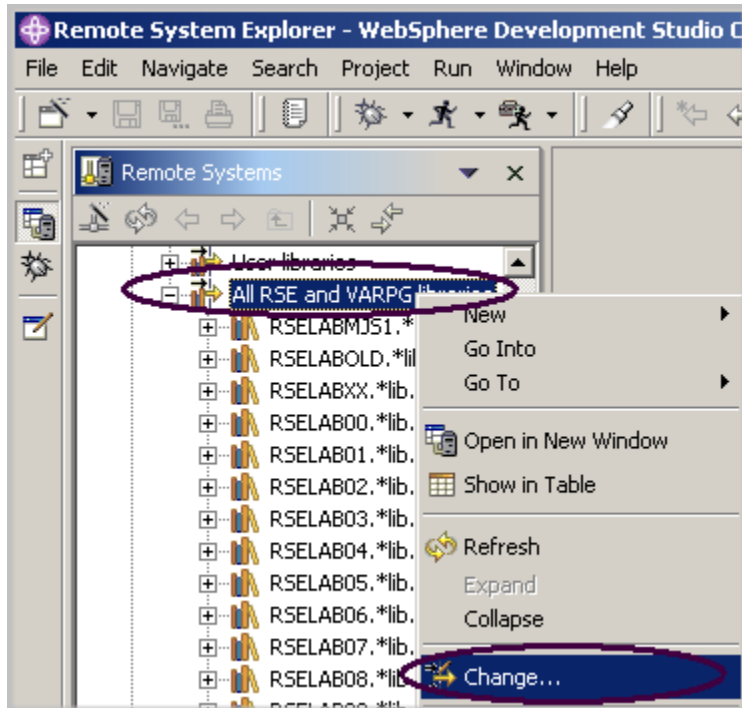 Remote System Explorer - WebSphere Development Studio C
File Edit Navigate Search Project Run Window Help
Remote Systems
User libraries
All RSE and VARPG libraries
RSELABMJS1.*
RSELABOLD.*lib
RSELABXX.*lib.
RSELAB00.*lib.
RSELAB01.*lib.
RSELAB02.*lib.
RSELAB03.*lib.
RSELAB04.*lib.
RSELAB05.*lib.
RSELAB06.*lib.
RSELAB07.*lib.
RSELAB08.*lib
New
Go Into
Go To
Open in New Window
Show in Table
Refresh
Expand
Collapse
Change...